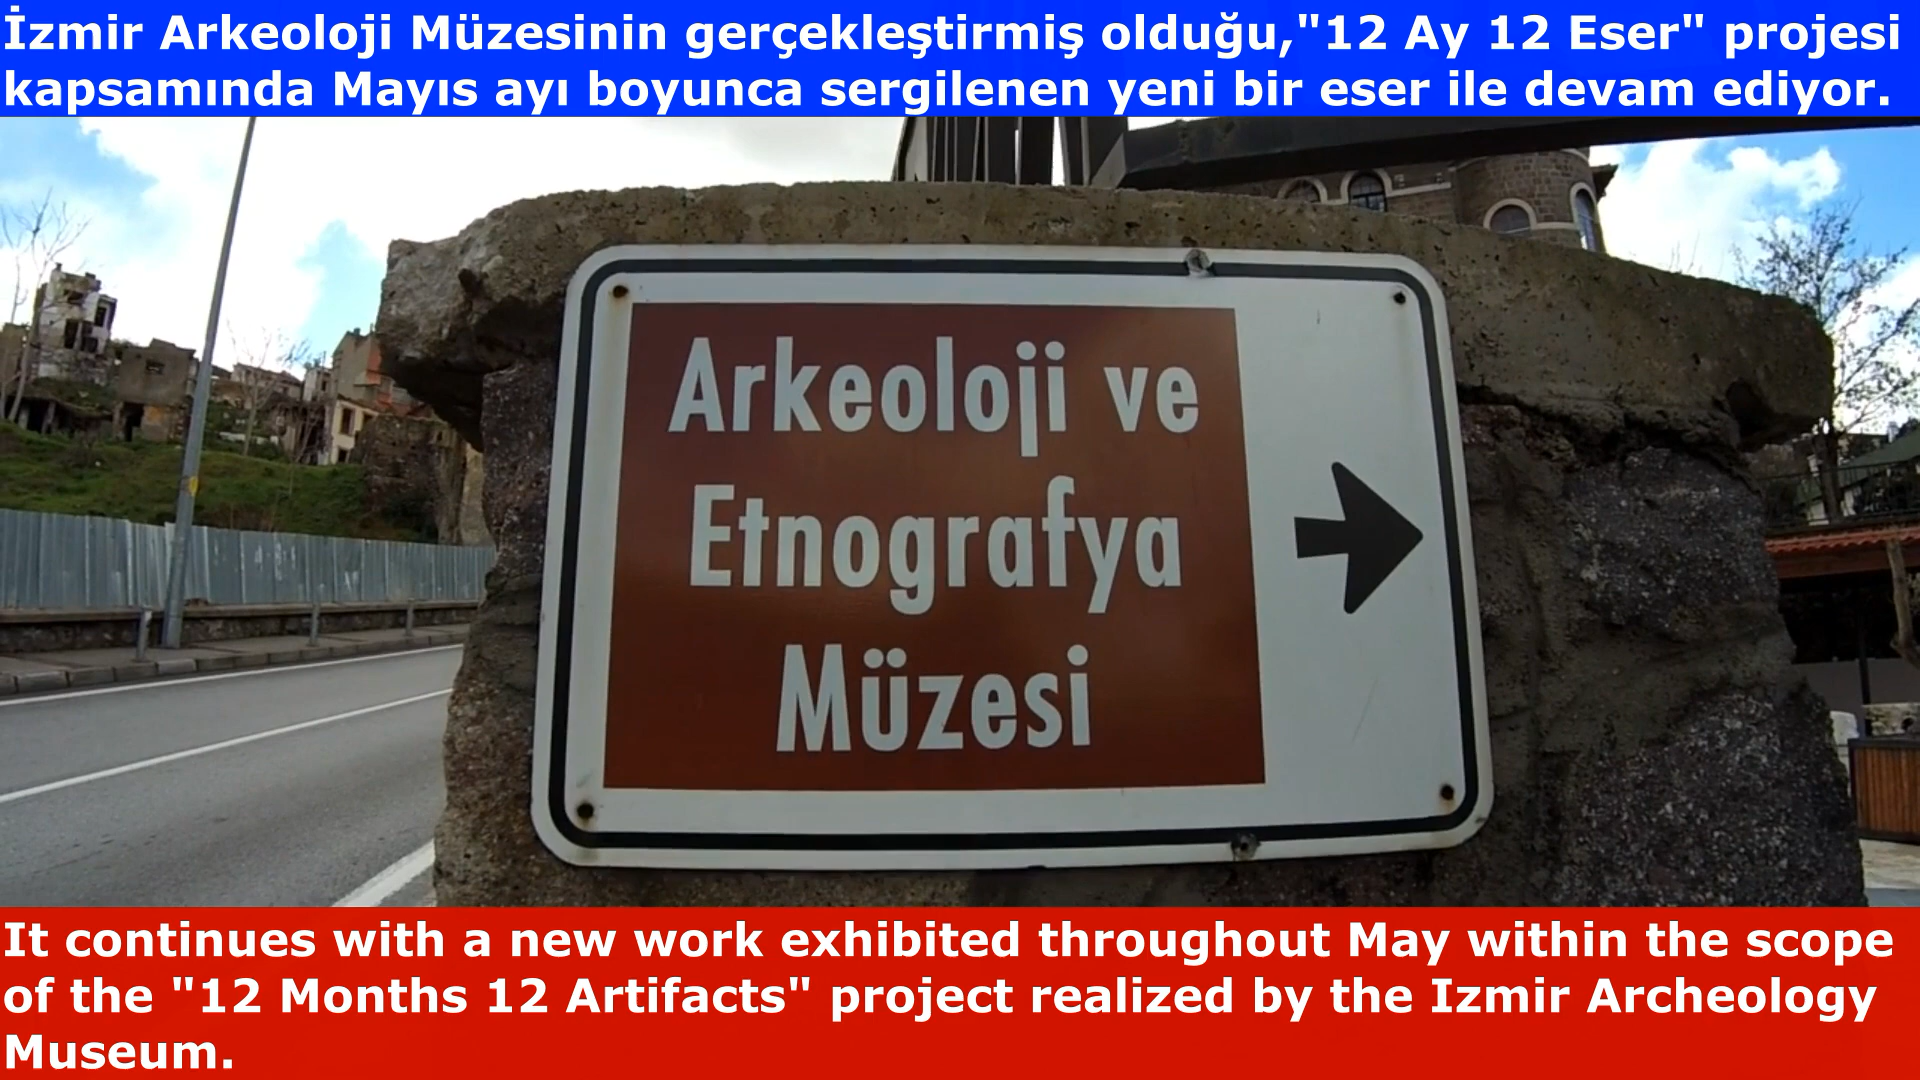 İzmir Arkeoloji Müzesinin gerçekleştirmiş olduğu,"12 Ay 12 Eser" projesi
kapsamında Mayıs ayı boyunca sergilenen yeni bir eser ile devam ediyor.
Arkeoloji ve
Etnografya
Müzesi
It continues with a new work exhibited throughout May within the scope
of the "12 Months 12 Artifacts" project realized by the Izmir Archeology
Museum.